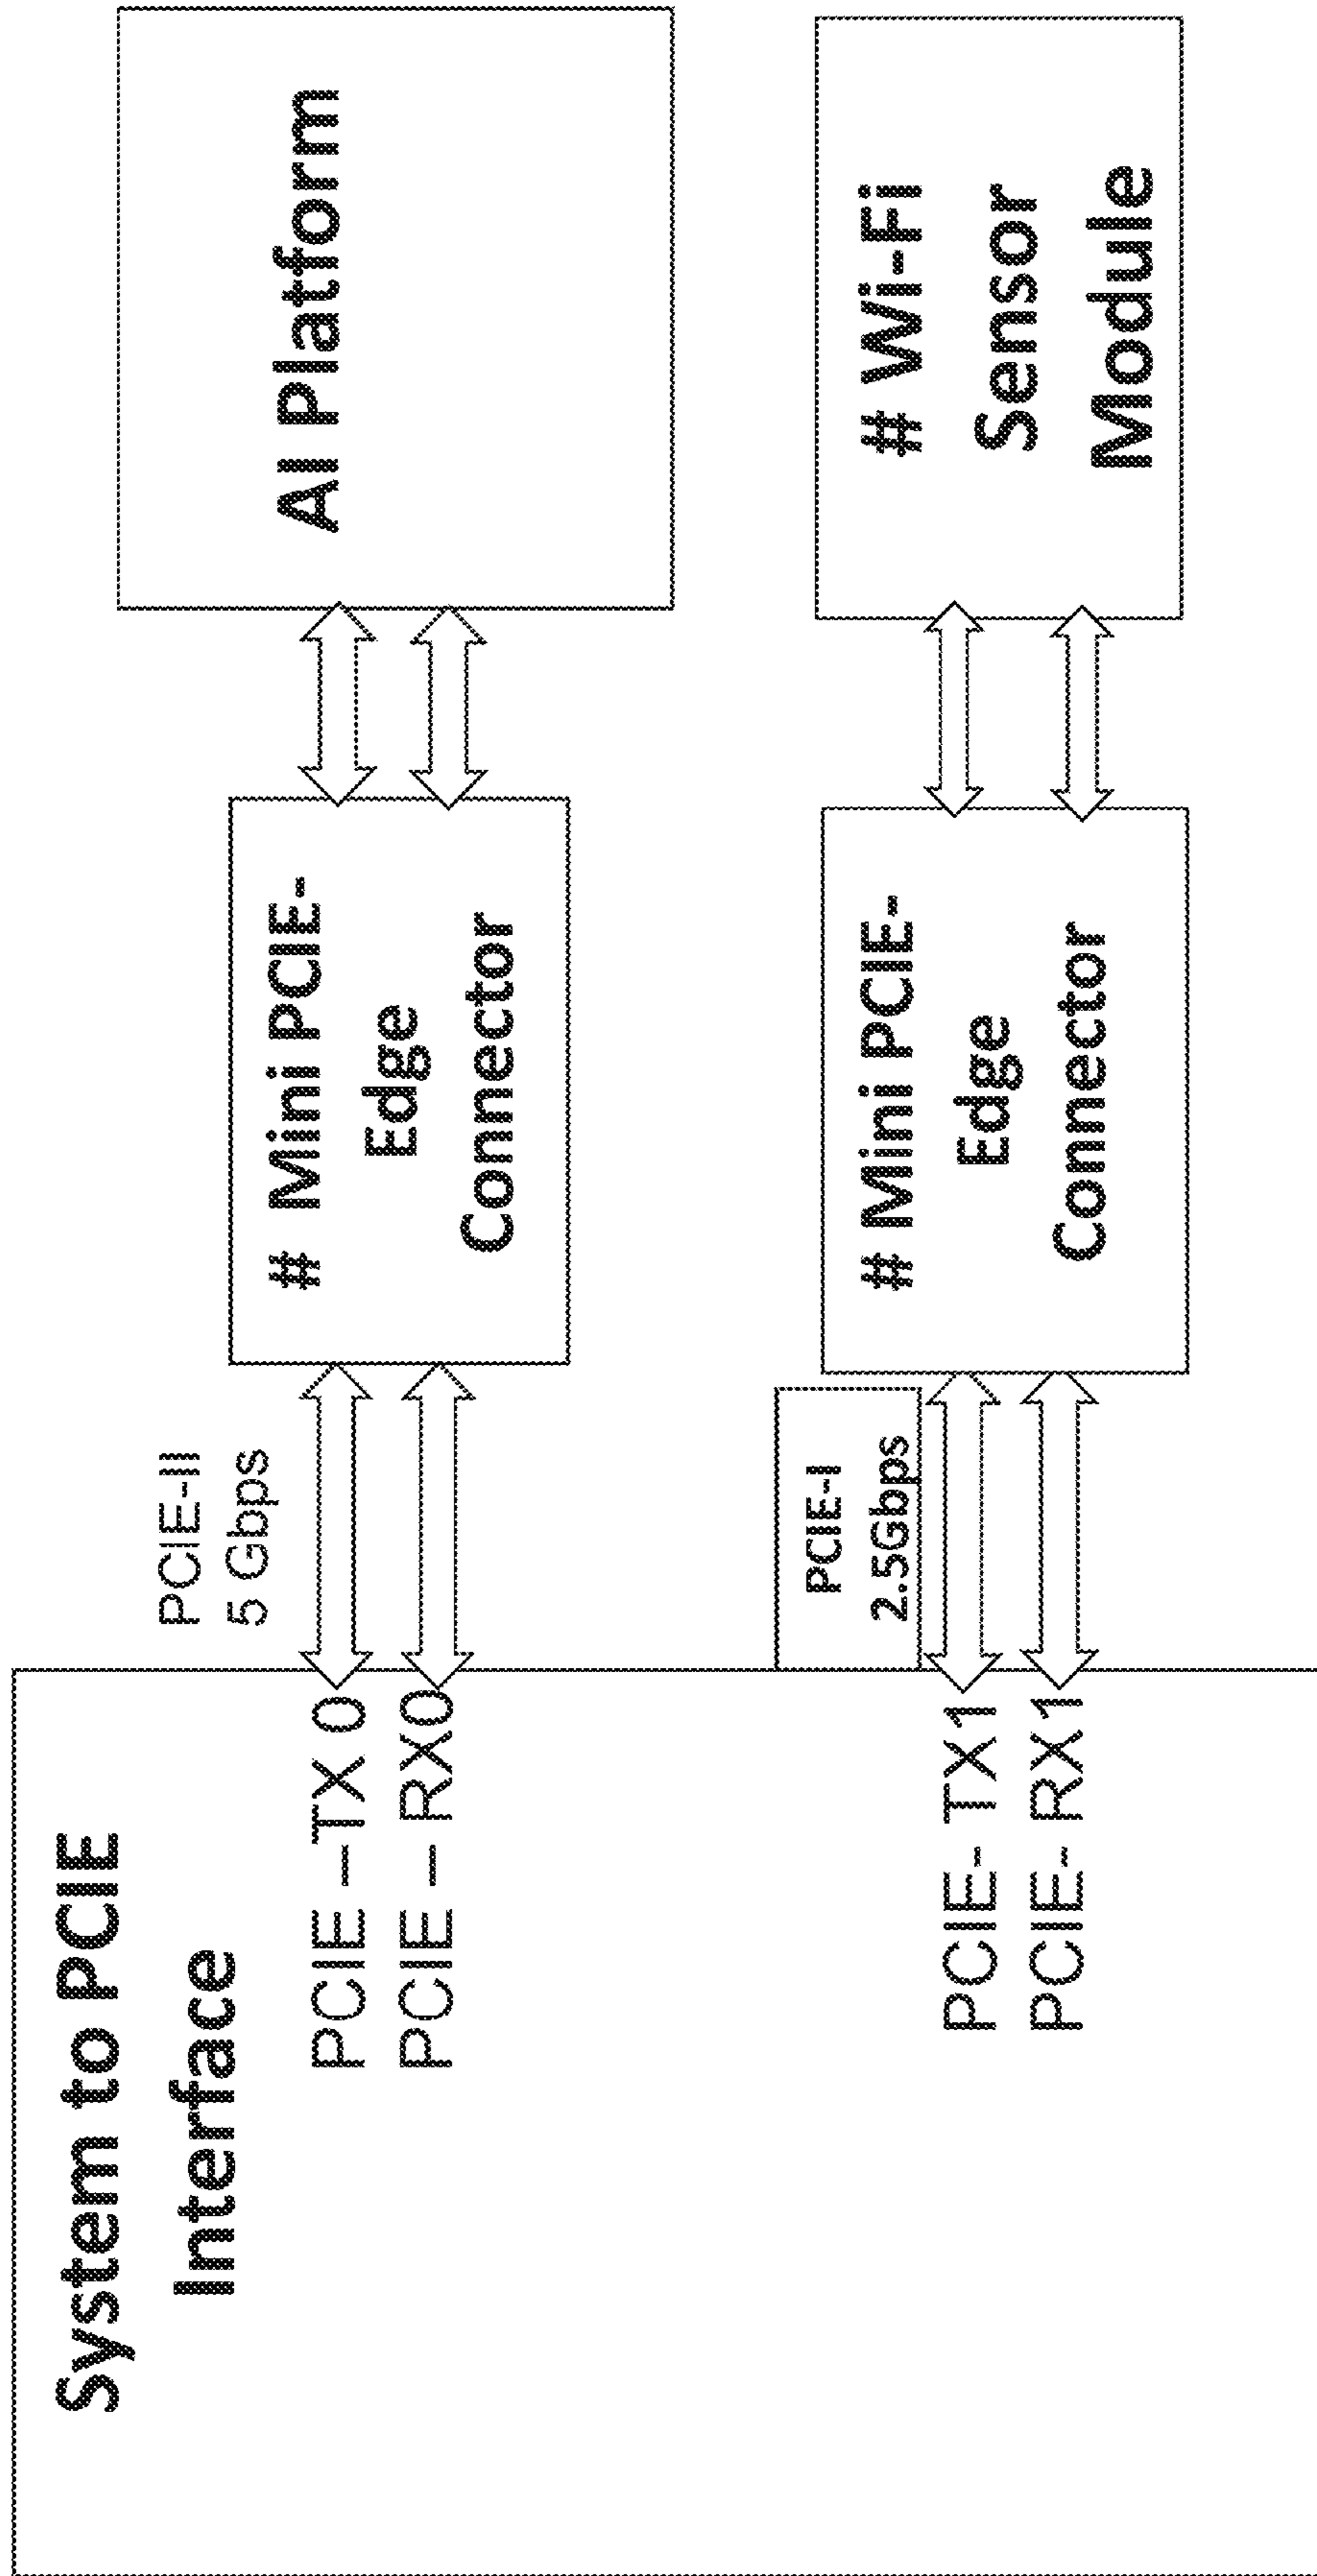 System to PCIE
Interface
PCIE –TX 0
PCIE – RX0
PCIE- TX1
PCIE- RX1
PCIE-III
5 Gbps
# Mini PCIE-
Edge
Connector
AI Platform
PCIE-I
2.5Gbps
# Mini PCIE-
Edge
Connector
# Wi-Fi
Sensor
Module